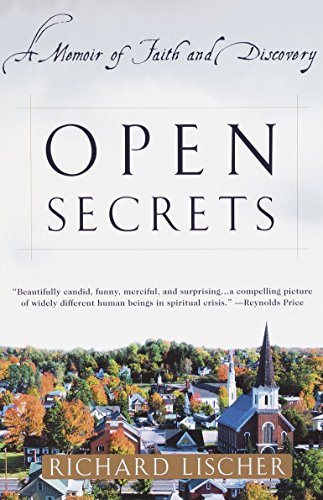 A Memoir of Faith and Discovery
OPEN
SECRETS
"Beautifully candid, funny, merciful, and surprising...a compelling picture
of widely different human beings in spiritual crisis." —Reynolds Price
RICHARD LISCHER